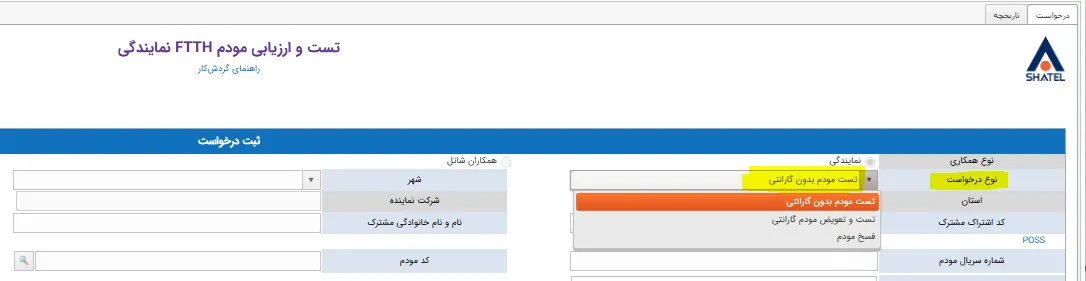 درخواست
تاریخچه
تست و ارزیابی مودم FTTH نمایندگی
راهنمای گردش‌کار
SHATEL
ثبت درخواست
نوع همکاری
نمایندگی
همکاران شاتل
نوع درخواست
تست مودم بدون گارانتی
شهر
استان
تست مودم بدون گارانتی
شرکت نماینده
کد اشتراک مشترک
تست و تعویض مودم گارانتی
نام و نام خانوادگی مشترک
فسخ مودم
POSS
شماره سریال مودم
کد مودم